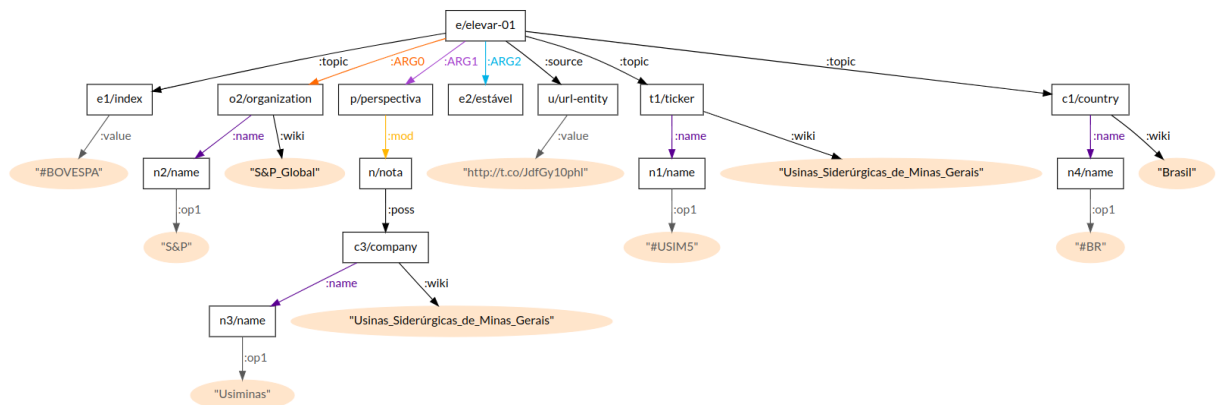 e/elevar-01
:topic :ARG0 :ARG1 :ARG2 :source :topic :topic
e1/index o2/organization p/perspectiva e2/estável u/url-entity t1/ticker c1/country
:value :name :wiki :mod :value :name :wiki :name :wiki
"#BOVESPA" n2/name "S&P_Global" n/nota "http://t.co/JdfGy10phI" n1/name "Usinas_Siderúrgicas_de_Minas_Gerais" n4/name "Brasil"
:op1 :poss :op1 :op1
"S&P" c3/company "#USIM5" "#BR"
:name :wiki
n3/name "Usinas_Siderúrgicas_de_Minas_Gerais"
:op1
"Usiminas"